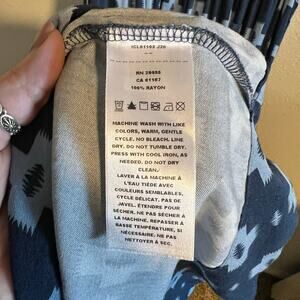 RN 28855
CA 01107
100% RAYON
MACHINE WASH WITH LIKE
COLORS, WARM, GENTLE
CYCLE. NO BLEACH. LINE
DRY. DO NOT TUMBLE DRY.
PRESS WITH COOL IRON, AS
NEEDED. DO NOT DRY
CLEAN./
LAVER À LA MACHINE À
L'EAU TIÈDE AVEC
COULEURS SEMBLABLES,
CYCLE DÉLICAT. PAS DE
JAVEL. ÉTENDRE POUR
SÉCHER. NE PAS SÉCHER À
LA MACHINE. REPASSER À
BASSE TEMPÉRATURE, SI
NÉCESSAIRE. NE PAS
NETTOYER À SEC.